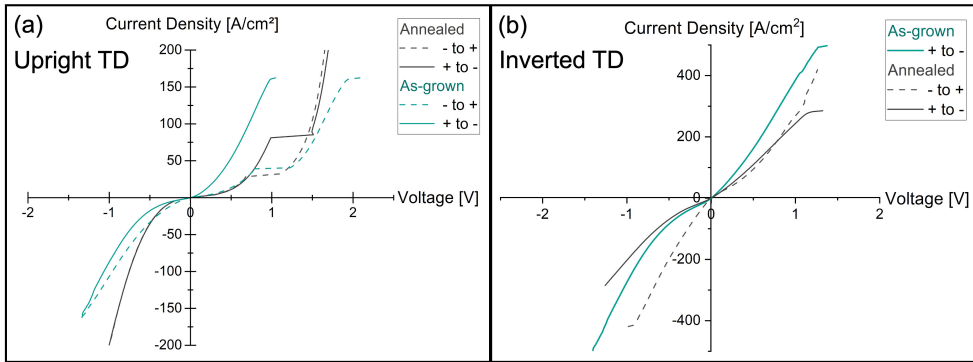 (a)
Current Density [A/cm²]
Upright TD
Annealed
- to +
+ to -
As-grown
- to +
+ to -
200
150
100
50
-50
-100
-150
-200
-2
-1
0
1
2
Voltage [V]
(b)
Current Density [A/cm²]
Inverted TD
As-grown
+ to -
Annealed
- to +
+ to -
400
200
0
-200
-400
-2
-1
0
1
2
Voltage [V]